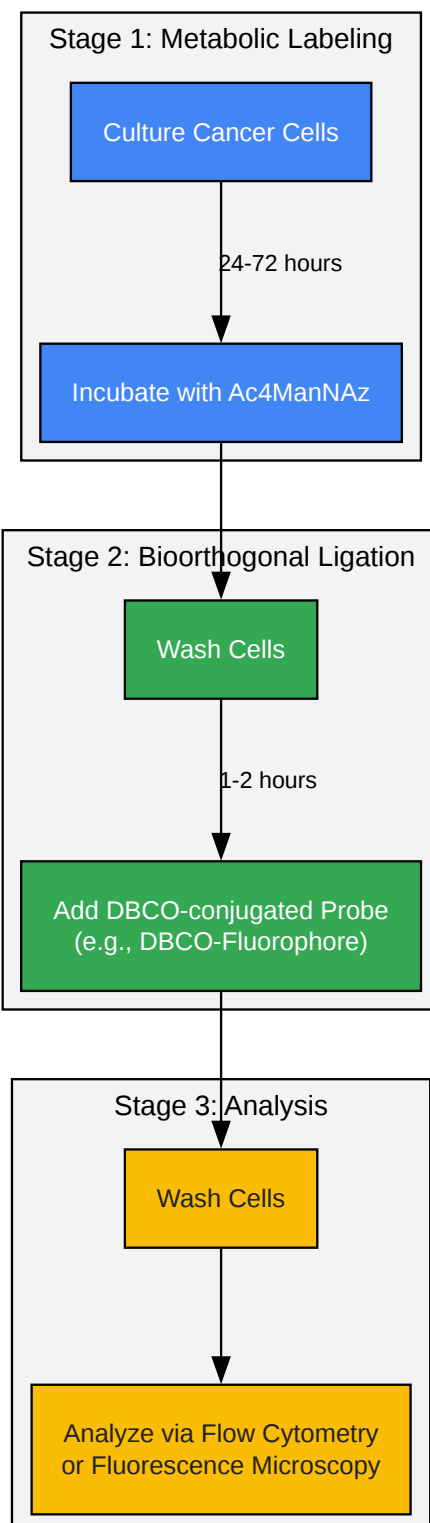 Stage 1: Metabolic Labeling
Culture Cancer Cells
24-72 hours
Incubate with Ac4ManNAz
Stage 2: Bioorthogonal Ligation
Wash Cells
1-2 hours
Add DBCO-conjugated Probe
(e.g., DBCO-Fluorophore)
Stage 3: Analysis
Wash Cells
Analyze via Flow Cytometry
or Fluorescence Microscopy